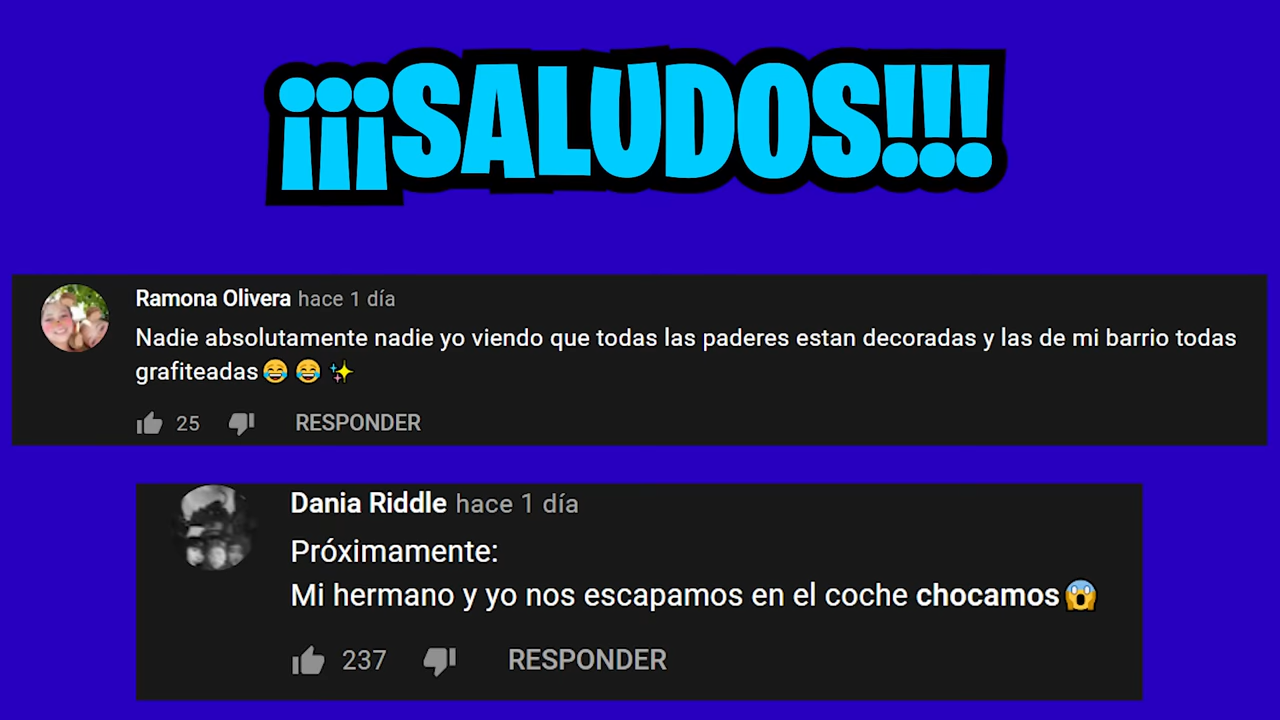 ¡¡¡SALUDOS!!!
Ramona Olivera hace 1 día
Nadie absolutamente nadie yo viendo que todas las paderes estan decoradas y las de mi barrio todas
grafiteadas😂 😂 ✨
25 RESPONDER
Dania Riddle hace 1 día
Próximamente:
Mi hermano y yo nos escapamos en el coche chocamos😱
237 RESPONDER